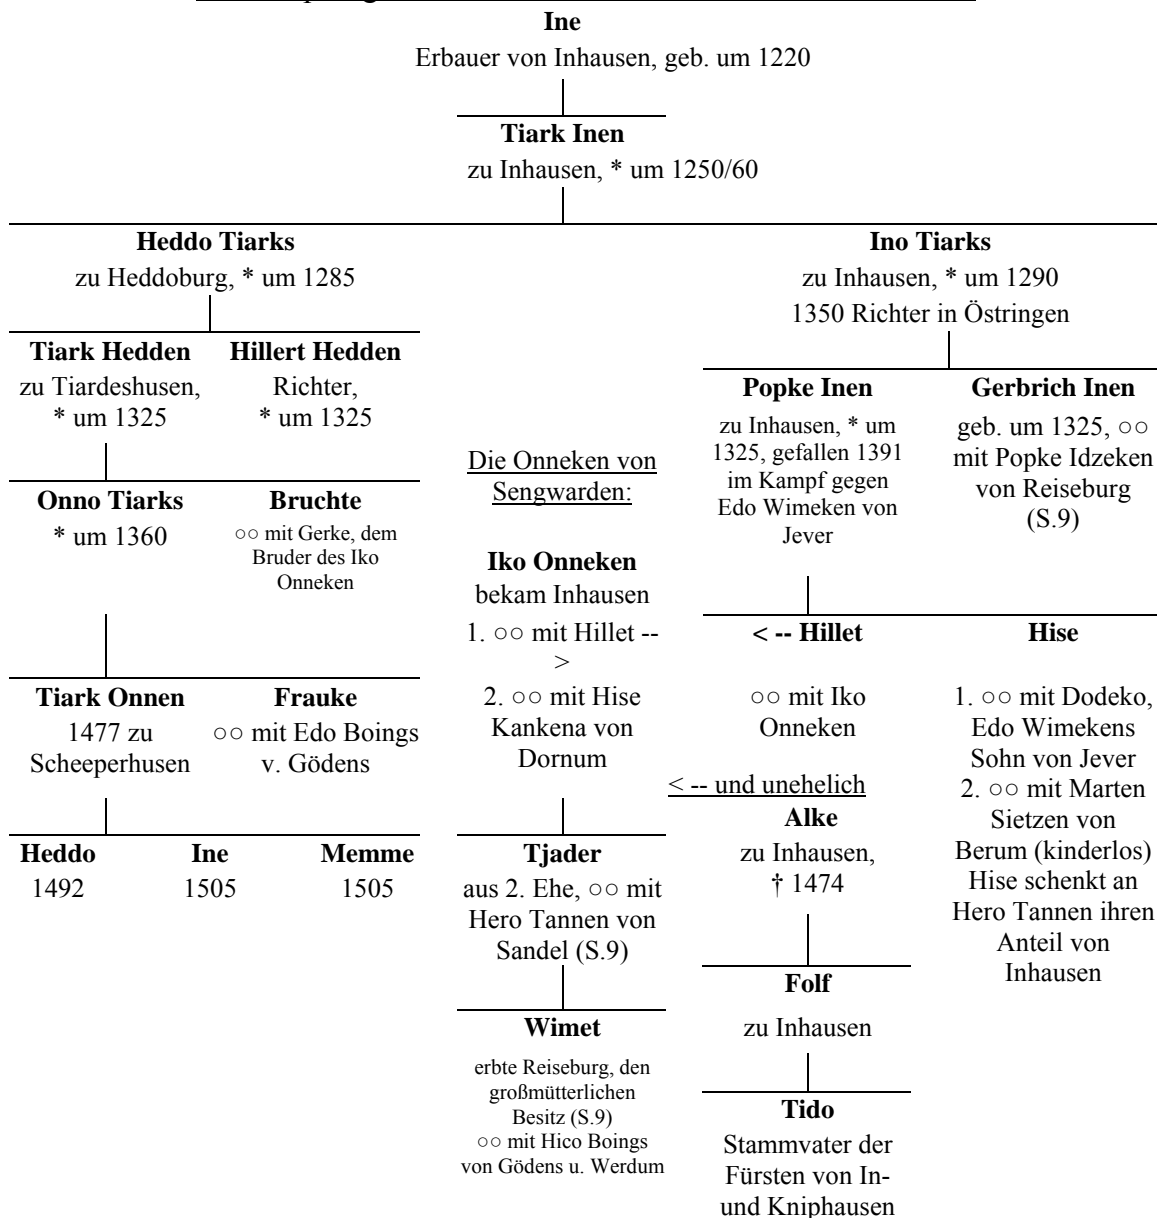 Ine
Erbauer von Inhausen, geb. um 1220
Tiark Inen
zu Inhausen, * um 1250/60
Heddo Tiarks
zu Heddoburg, * um 1285
Ino Tiarks
zu Inhausen, * um 1290
1350 Richter in Östringen
Tiark Hedden
zu Tiardeshusen,
* um 1325
Hillert Hedden
Richter,
* um 1325
Popke Inen
zu Inhausen, * um
1325, gefallen 1391
im Kampf gegen
Edo Wimeken von
Jever
Gerbrich Inen
geb. um 1325, ○○
mit Popke Idzeken
von Reiseburg
(S.9)
Onno Tiarks
* um 1360
Bruchte
○○ mit Gerke, dem
Bruder des Iko
Onneken
Die Onneken von
Sengwarden:
Iko Onneken
bekam Inhausen
1. ○○ mit Hillet --
>
2. ○○ mit Hise
Kankena von
Dornum
< -- Hillet
○○ mit Iko
Onneken
Hise
1. ○○ mit Dodeko,
Edo Wimekens
Sohn von Jever
2. ○○ mit Marten
Sietzen von
Berum (kinderlos)
Hise schenkt an
Hero Tannen ihren
Anteil von
Inhausen
Tiark Onnen
1477 zu
Scheeperhusen
Frauke
○○ mit Edo Boings
v. Gödens
< -- und unehelich
Alke
zu Inhausen,
† 1474
Heddo
1492
Ine
1505
Memme
1505
Tjader
aus 2. Ehe, ○○ mit
Hero Tannen von
Sandel (S.9)
Folf
zu Inhausen
Wimet
erbte Reiseburg, den
großmütterlichen
Besitz (S.9)
○○ mit Hico Boings
von Gödens u. Werdum
Tido
Stammvater der
Fürsten von In-
und Kniphausen